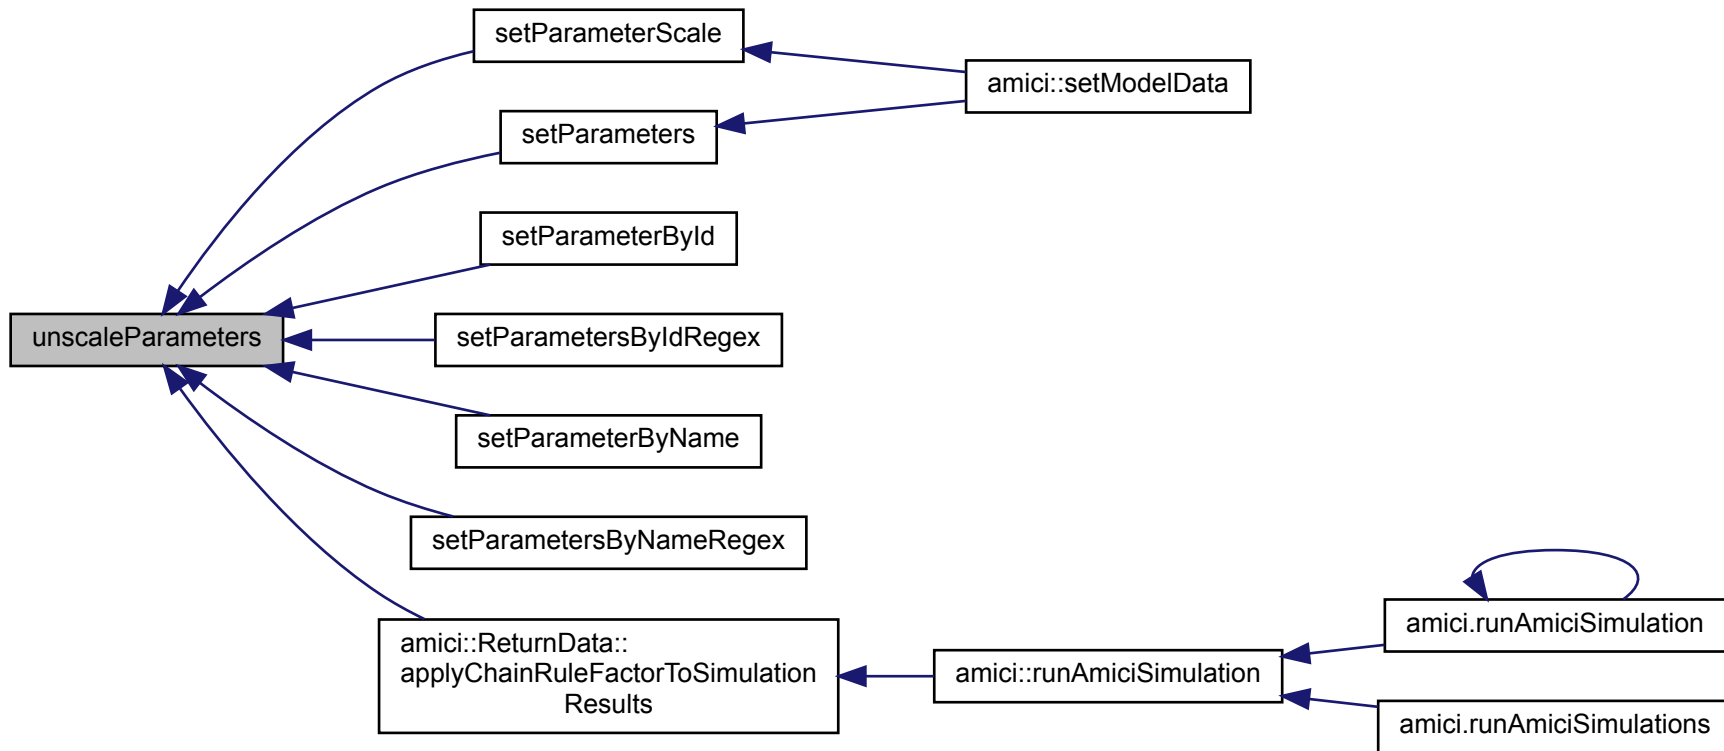 setParameterScale
amici::setModelData
setParameters
setParameterById
unscaleParameters
setParametersByIdRegex
setParameterByName
setParametersByNameRegex
amici::ReturnData::
applyChainRuleFactorToSimulation
Results
amici::runAmiciSimulation
amici.runAmiciSimulation
amici.runAmiciSimulations